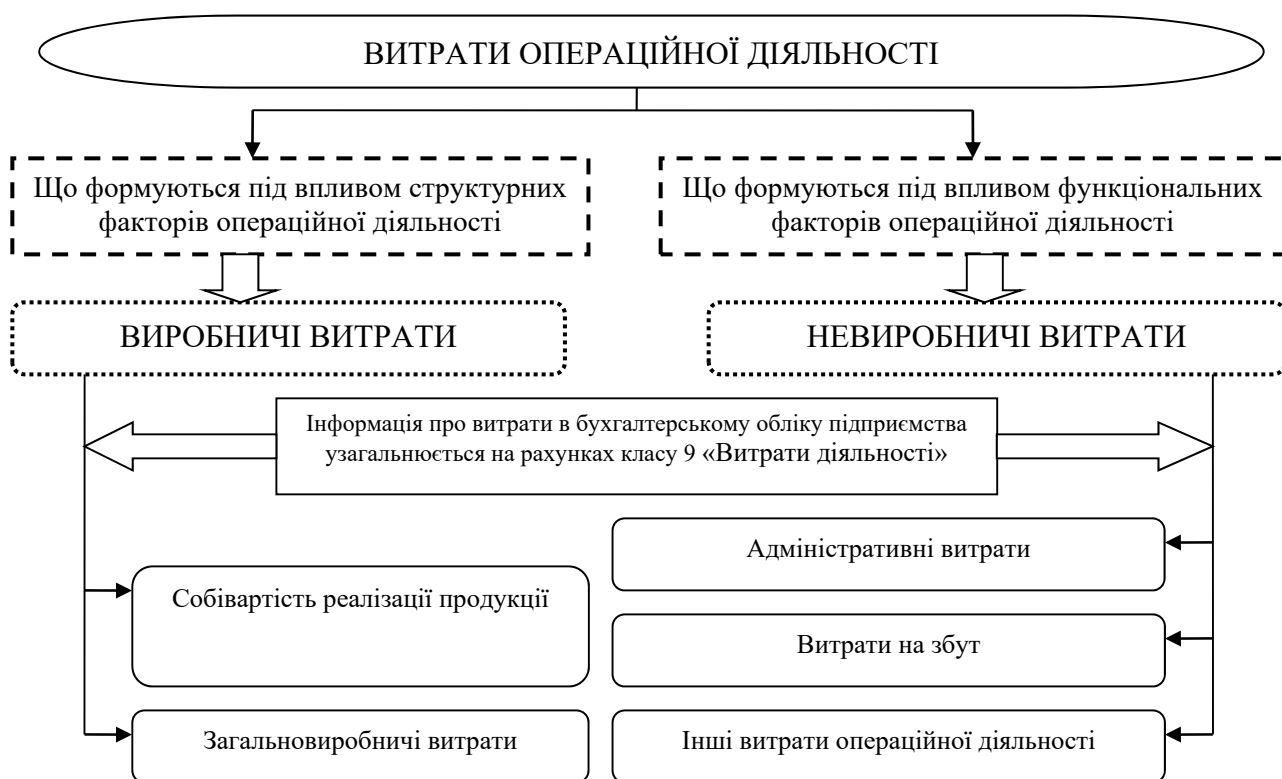 ВИТРАТИ ОПЕРАЦІЙНОЇ ДІЯЛЬНОСТІ
Що формуються під впливом структурних
факторів операційної діяльності
Що формуються під впливом функціональних
факторів операційної діяльності
ВИРОБНИЧІ ВИТРАТИ
НЕВИРОБНИЧІ ВИТРАТИ
Інформація про витрати в бухгалтерському обліку підприємства
узагальнюється на рахунках класу 9 «Витрати діяльності»
Собівартість реалізації продукції
Загальновиробничі витрати
Адміністративні витрати
Витрати на збут
Інші витрати операційної діяльності